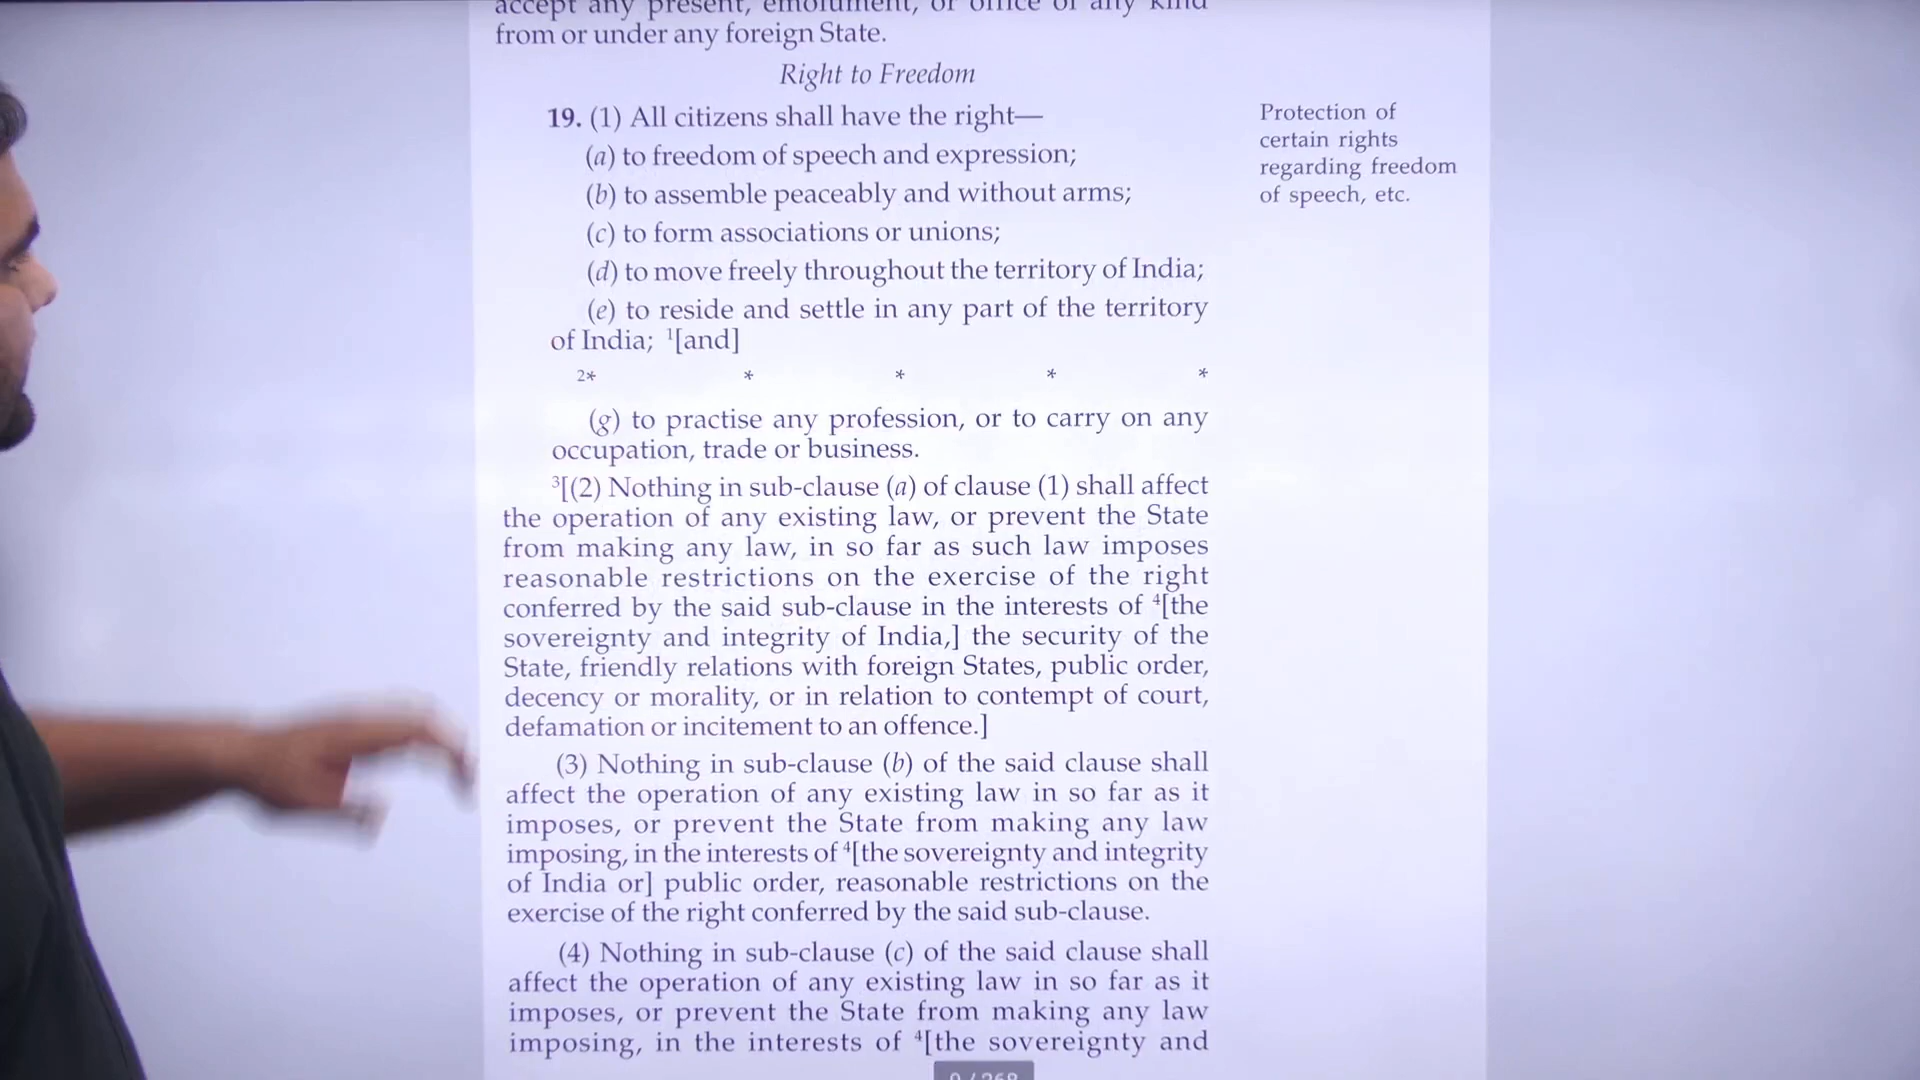 accept any present, emolument, or office of any kind
from or under any foreign State.
Right to Freedom
19. (1) All citizens shall have the right—
(a) to freedom of speech and expression;
(b) to assemble peaceably and without arms;
(c) to form associations or unions;
(d) to move freely throughout the territory of India;
(e) to reside and settle in any part of the territory
of India; ¹[and]
2* * * * *
(g) to practise any profession, or to carry on any
occupation, trade or business.
³[(2) Nothing in sub-clause (a) of clause (1) shall affect
the operation of any existing law, or prevent the State
from making any law, in so far as such law imposes
reasonable restrictions on the exercise of the right
conferred by the said sub-clause in the interests of ⁴[the
sovereignty and integrity of India,] the security of the
State, friendly relations with foreign States, public order,
decency or morality, or in relation to contempt of court,
defamation or incitement to an offence.]
(3) Nothing in sub-clause (b) of the said clause shall
affect the operation of any existing law in so far as it
imposes, or prevent the State from making any law
imposing, in the interests of ⁴[the sovereignty and integrity
of India or] public order, reasonable restrictions on the
exercise of the right conferred by the said sub-clause.
(4) Nothing in sub-clause (c) of the said clause shall
affect the operation of any existing law in so far as it
imposes, or prevent the State from making any law
imposing, in the interests of ⁴[the sovereignty and
Protection of
certain rights
regarding freedom
of speech, etc.